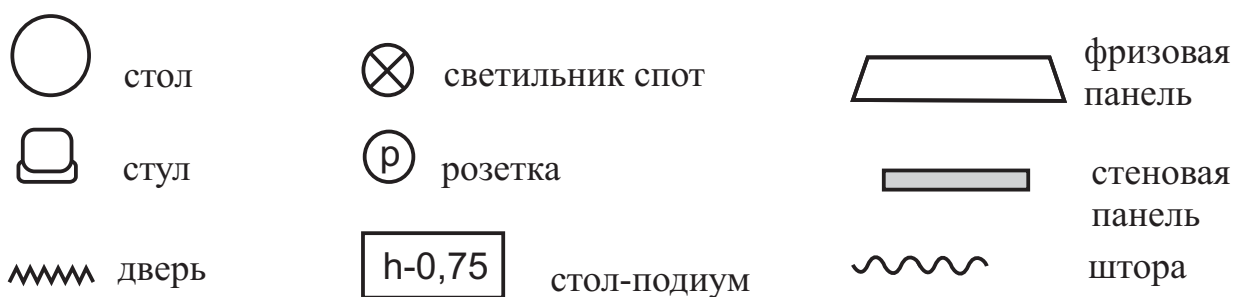 стол
светильник спот
фризовая
панель
стул
р
розетка
стеновая
панель
дверь
h-0,75
стол-подиум
штора